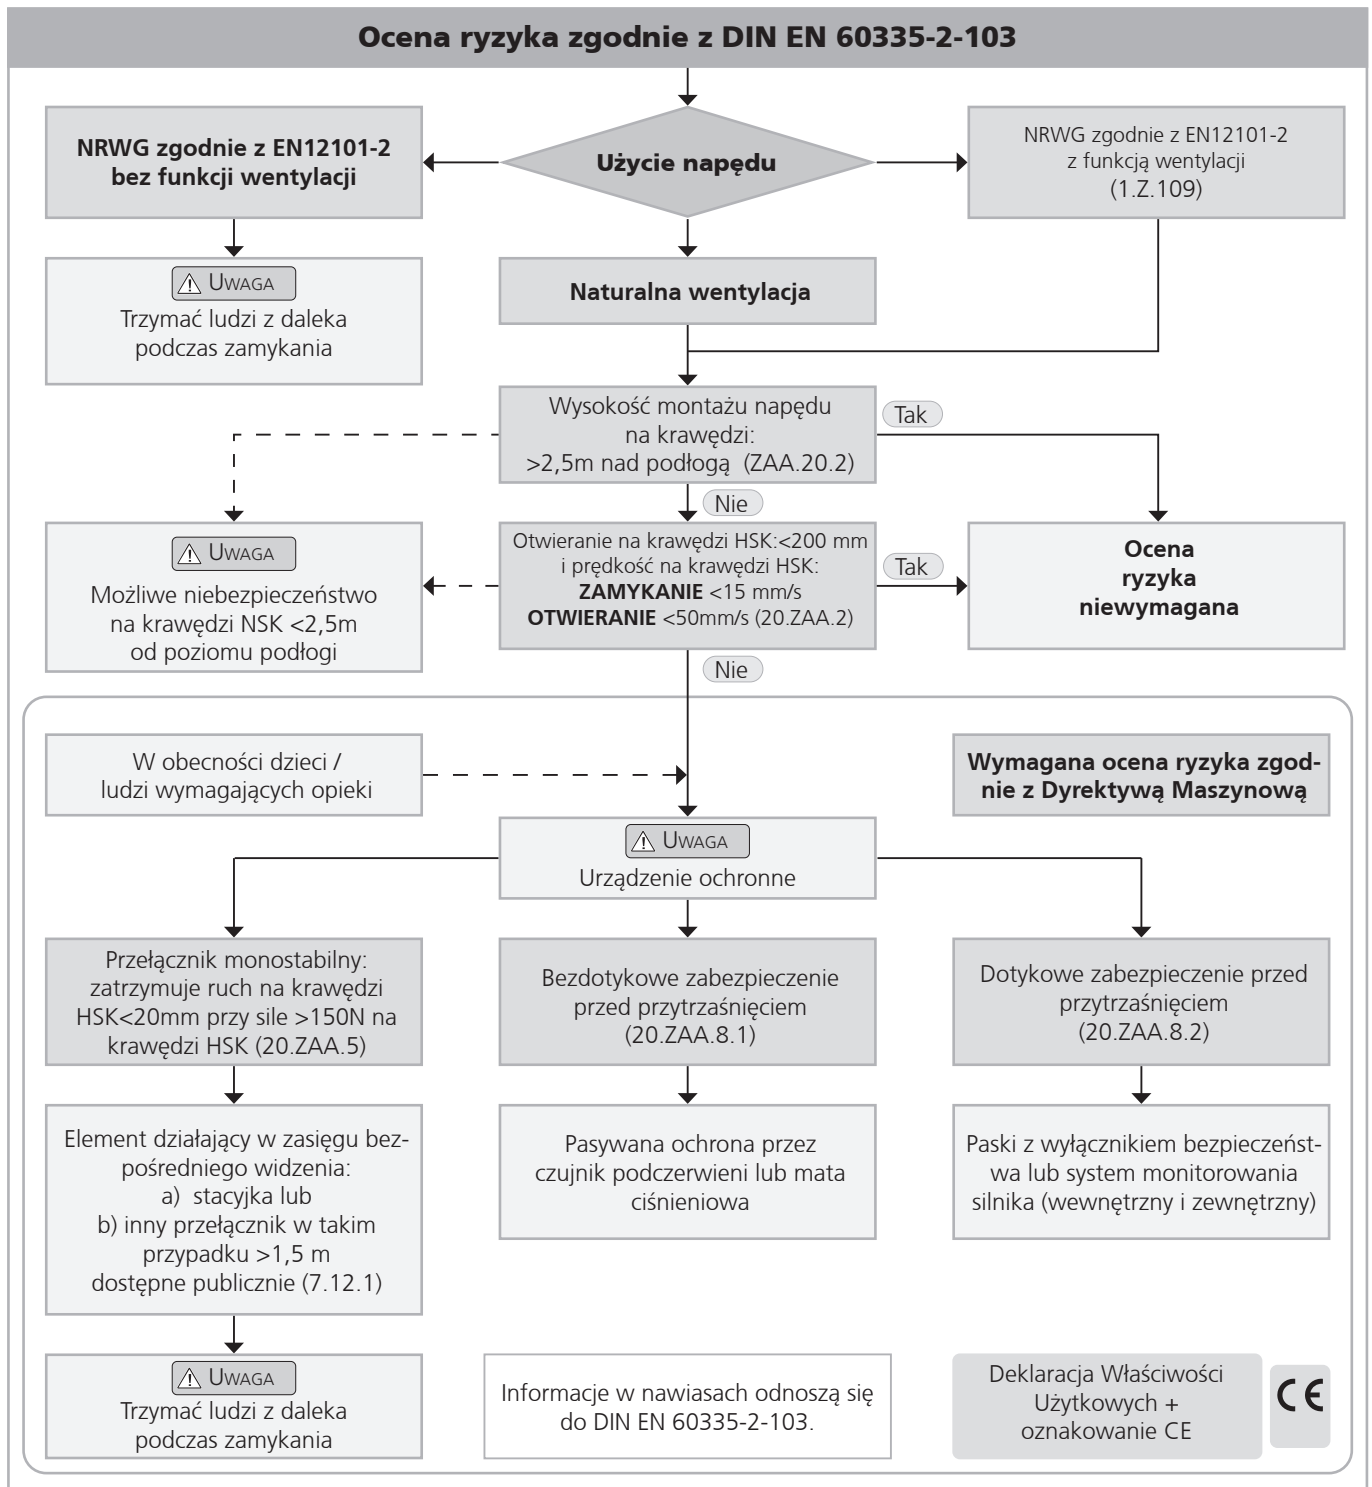 Ocena ryzyka zgodnie z DIN EN 60335-2-103
NRWG zgodnie z EN12101-2
bez funkcji wentylacji
Użycie napędu
NRWG zgodnie z EN12101-2
z funkcją wentylacji
(1.Z.109)
UWAGA
Trzymać ludzi z daleka
podczas zamykania
Naturalna wentylacja
Wysokość montażu napędu
na krawędzi:
>2,5m nad podłogą (ZAA.20.2)
Tak
Nie
UWAGA
Możliwe niebezpieczeństwo
na krawędzi NSK <2,5m
od poziomu podłogi
Otwieranie na krawędzi HSK:<200 mm
i prędkość na krawędzi HSK:
ZAMYKANIE <15 mm/s
OTWIERANIE <50mm/s (20.ZAA.2)
Tak
Ocena
ryzyka
niewymagana
Nie
W obecności dzieci /
ludzi wymagających opieki
Wymagana ocena ryzyka zgod-
nie z Dyrektywą Maszynową
UWAGA
Urządzenie ochronne
Przełącznik monostabilny:
zatrzymuje ruch na krawędzi
HSK<20mm przy sile >150N na
krawędzi HSK (20.ZAA.5)
Bezdotykowe zabezpieczenie
przed przytrzaśnięciem
(20.ZAA.8.1)
Dotykowe zabezpieczenie przed
przytrzaśnięciem
(20.ZAA.8.2)
Element działający w zasięgu bez-
pośredniego widzenia:
a) stacyjka lub
b) inny przełącznik w takim
przypadku >1,5 m
dostępne publicznie (7.12.1)
Pasywana ochrona przez
czujnik podczerwieni lub mata
ciśnieniowa
Paski z wyłącznikiem bezpieczeńst-
wa lub system monitorowania
silnika (wewnętrzny i zewnętrzny)
UWAGA
Trzymać ludzi z daleka
podczas zamykania
Informacje w nawiasach odnoszą się
do DIN EN 60335-2-103.
Deklaracja Właściwości
Użytkowych +
oznakowanie CE
CE